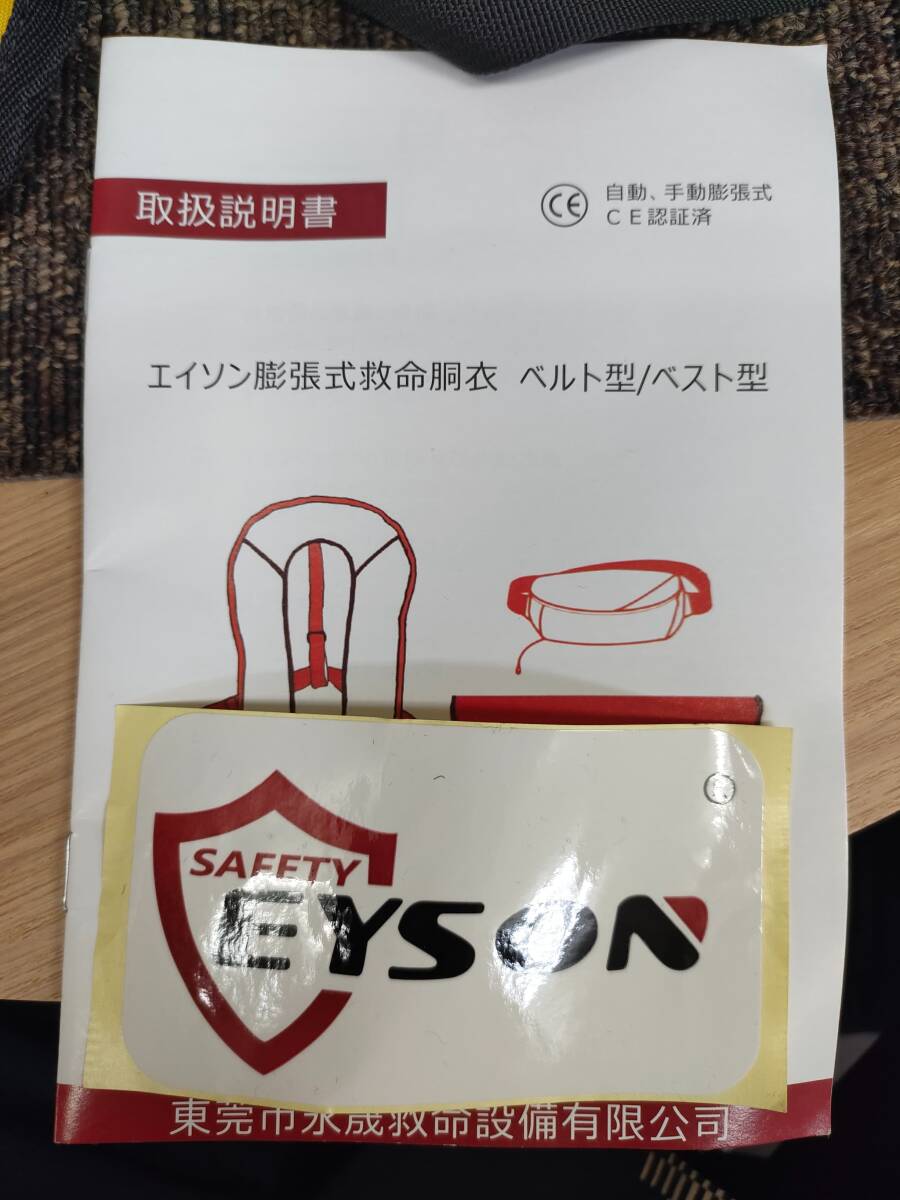 取扱説明書
CE
自動、手動膨張式
ＣＥ認証済
エイソン膨張式救命胴衣 ベルト型/ベスト型
SAFETY
EYSON
東莞市永晟救命設備有限公司